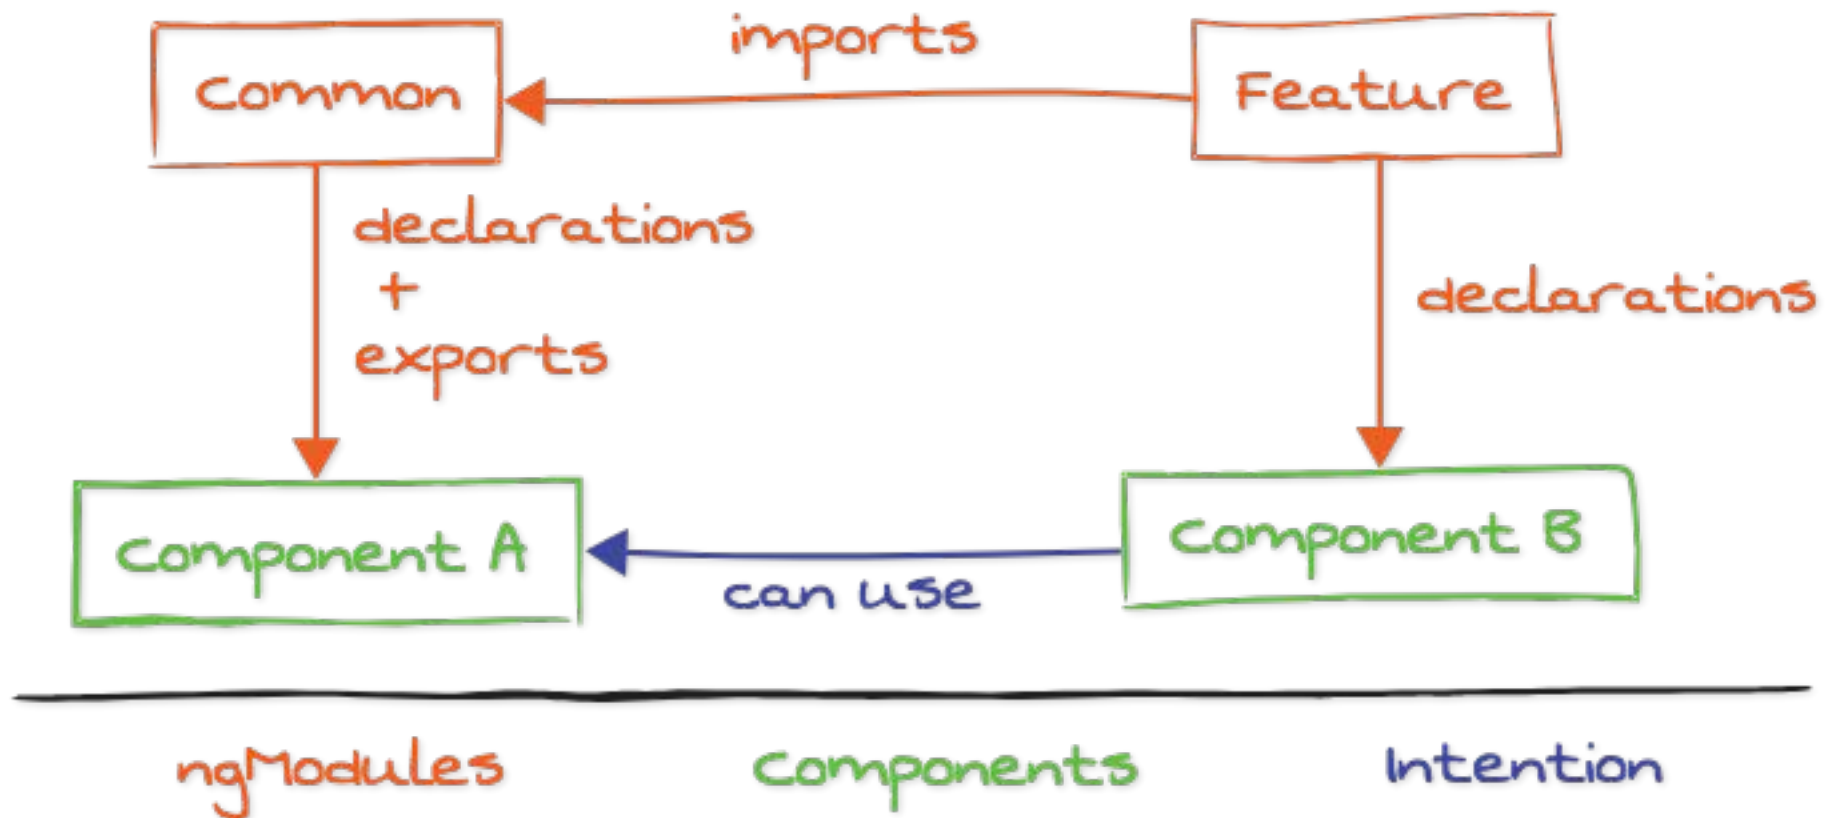 imports
Common
Feature
declarations
+
exports
declarations
Component A
Component B
can use
ngModules
Components
Intention